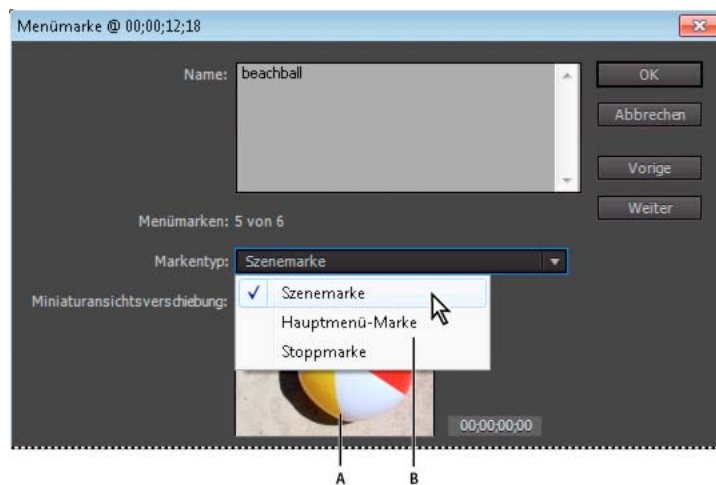 Menümarke @ 00;00;12;18
Name: beachball
OK
Abbrechen
Vorige
Weiter
Menümarken: 5 von 6
Markentyp: Szenemarke
Miniaturansichtsverschiebung:
Szenemarke
Hauptmenü-Marke
Stoppmarke
00;00;00;00
A B